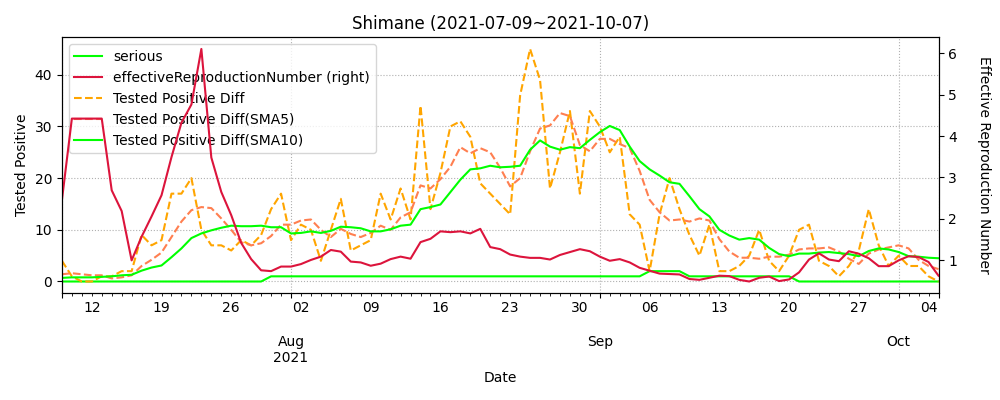 Shimane (2021-07-09~2021-10-07)
serious
effectiveReproductionNumber (right)
Tested Positive Diff
Tested Positive Diff(SMA5)
Tested Positive Diff(SMA10)
Tested Positive
40
30
20
10
0
6
5
4
3
2
1
Effective Reproduction Number
12 19 26 02 09 16 23 30 06 13 20 27 04
Aug Sep Oct
2021
Date